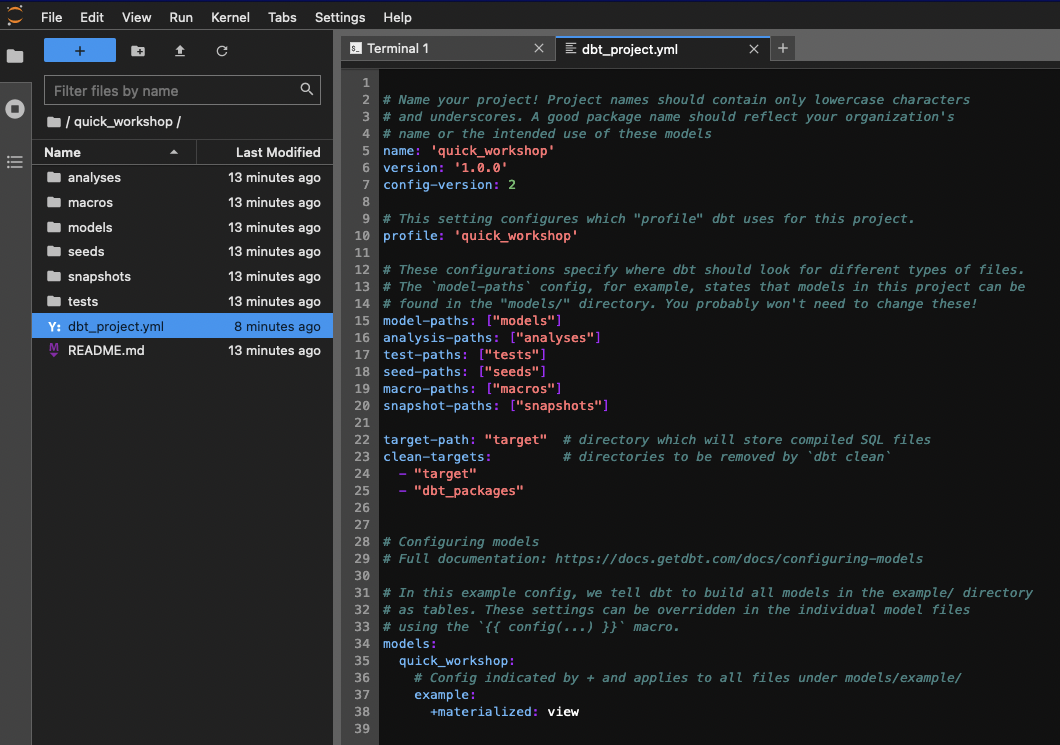 File Edit View Run Kernel Tabs Settings Help
+
Filter files by name
/ quick_workshop /
Name Last Modified
analyses 13 minutes ago
macros 13 minutes ago
models 13 minutes ago
seeds 13 minutes ago
snapshots 13 minutes ago
tests 13 minutes ago
Y: dbt_project.yml 8 minutes ago
M README.md 13 minutes ago
Terminal 1
dbt_project.yml
+
1
2 # Name your project! Project names should contain only lowercase characters
3 # and underscores. A good package name should reflect your organization's
4 # name or the intended use of these models
5 name: 'quick_workshop'
6 version: '1.0.0'
7 config-version: 2
8
9 # This setting configures which "profile" dbt uses for this project.
10 profile: 'quick_workshop'
11
12 # These configurations specify where dbt should look for different types of files.
13 # The `model-paths` config, for example, states that models in this project can be
14 # found in the "models/" directory. You probably won't need to change these!
15 model-paths: ["models"]
16 analysis-paths: ["analyses"]
17 test-paths: ["tests"]
18 seed-paths: ["seeds"]
19 macro-paths: ["macros"]
20 snapshot-paths: ["snapshots"]
21
22 target-path: "target"  # directory which will store compiled SQL files
23 clean-targets:         # directories to be removed by `dbt clean`
24   - "target"
25   - "dbt_packages"
26
27
28 # Configuring models
29 # Full documentation: https://docs.getdbt.com/docs/configuring-models
30
31 # In this example config, we tell dbt to build all models in the example/ directory
32 # as tables. These settings can be overridden in the individual model files
33 # using the `{{ config(...) }}` macro.
34 models:
35   quick_workshop:
36     # Config indicated by + and applies to all files under models/example/
37     example:
38       +materialized: view
39